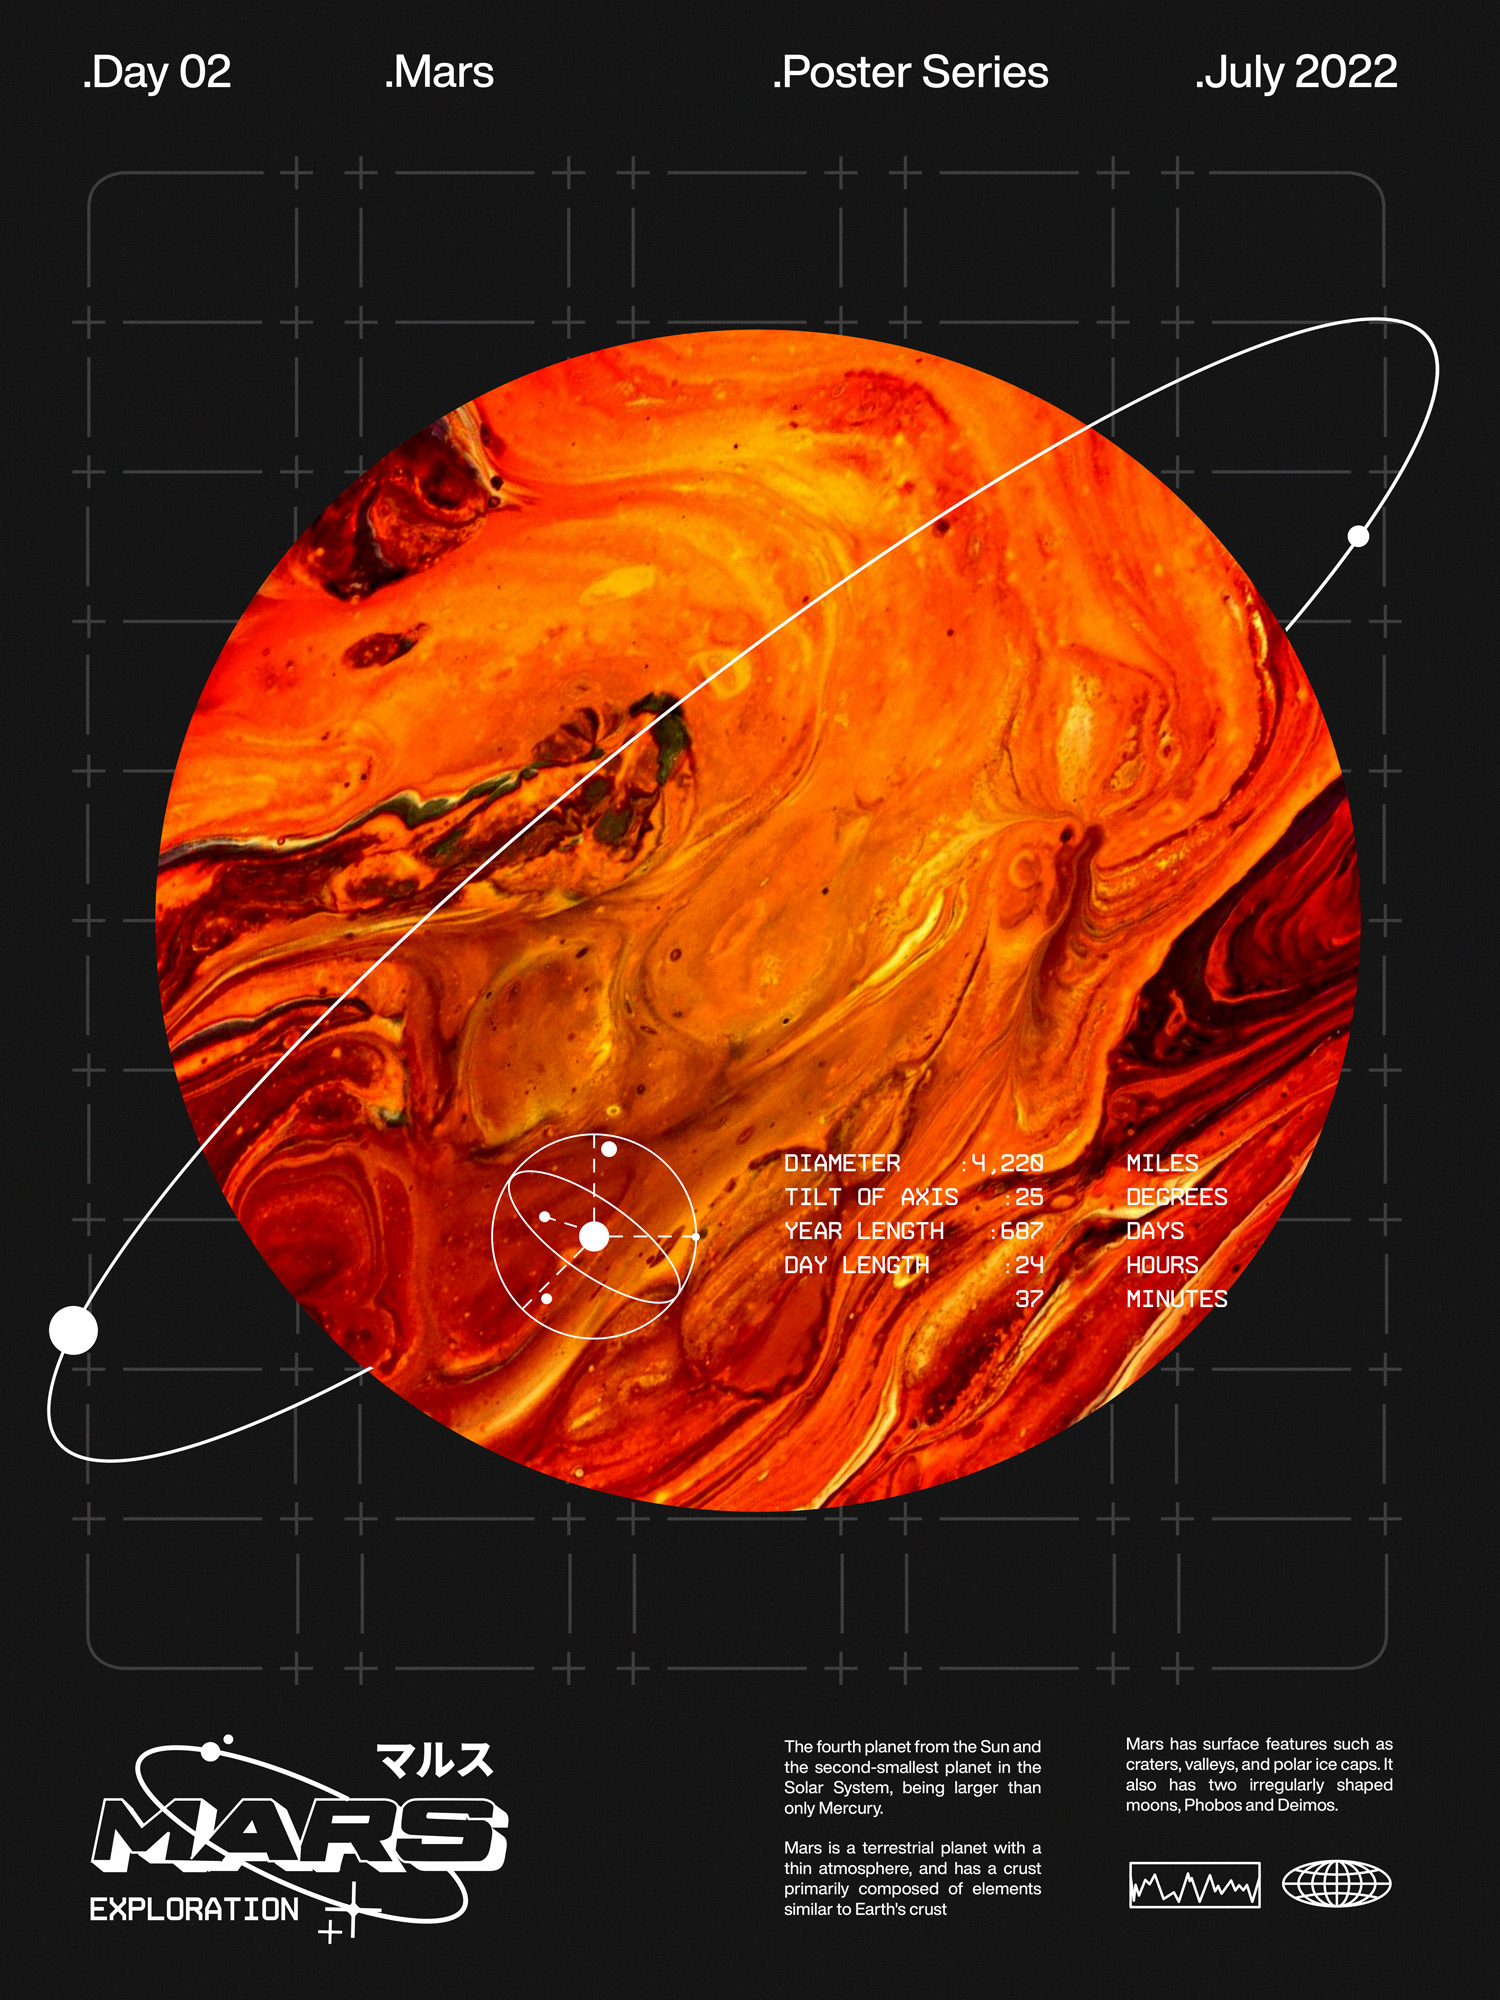 .Day 02 .Mars .Poster Series .July 2022
DIAMETER :4,220 MILES
TILT OF AXIS :25 DEGREES
YEAR LENGTH :687 DAYS
DAY LENGTH :24 HOURS
37 MINUTES
マルス
MARS
EXPLORATION
The fourth planet from the Sun and
the second-smallest planet in the
Solar System, being larger than
only Mercury.
Mars is a terrestrial planet with a
thin atmosphere, and has a crust
primarily composed of elements
similar to Earth's crust
Mars has surface features such as
craters, valleys, and polar ice caps. It
also has two irregularly shaped
moons, Phobos and Deimos.